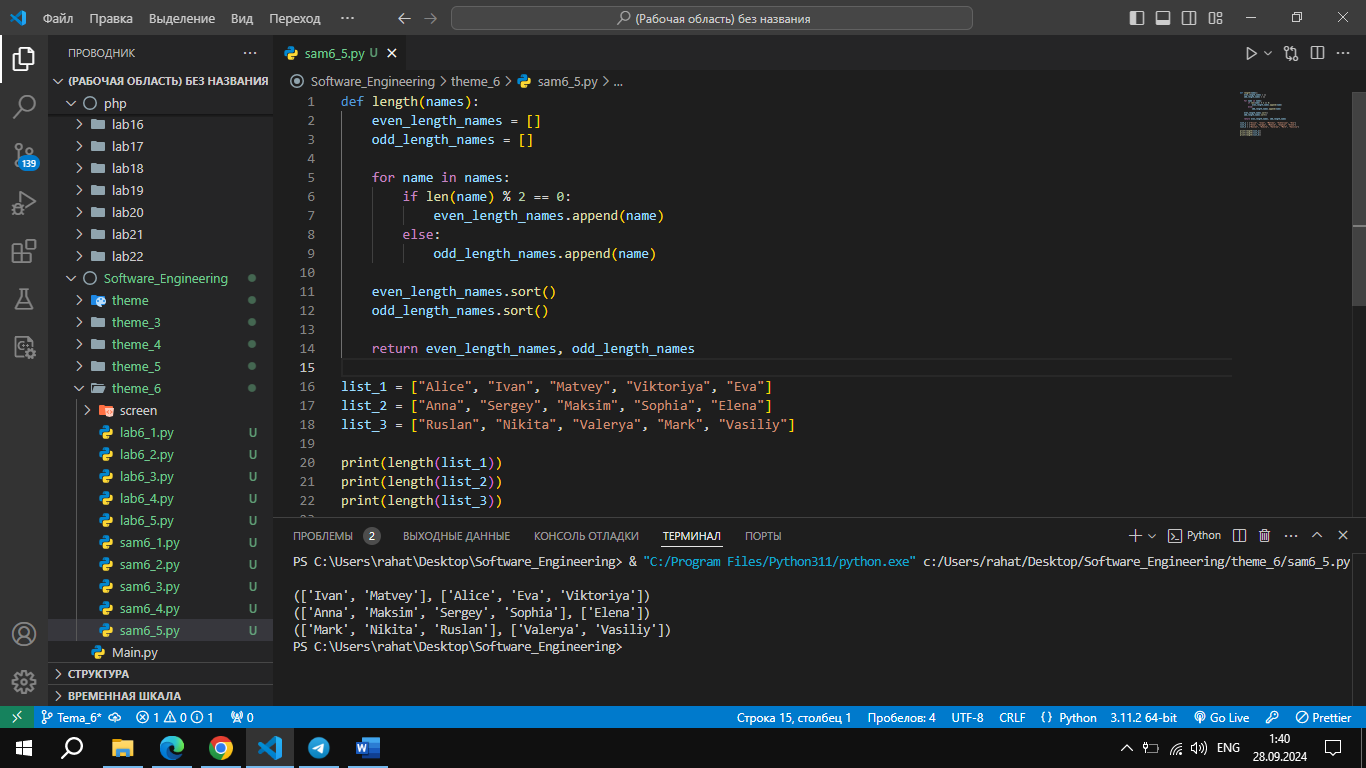 Файл Правка Выделение Вид Переход ··· (Рабочая область) без названия
ПРОВОДНИК ···
(РАБОЧАЯ ОБЛАСТЬ) БЕЗ НАЗВАНИЯ
php
lab16
lab17
lab18
lab19
lab20
lab21
lab22
Software_Engineering
theme
theme_3
theme_4
theme_5
theme_6
screen
lab6_1.py U
lab6_2.py U
lab6_3.py U
lab6_4.py U
lab6_5.py U
sam6_1.py U
sam6_2.py U
sam6_3.py U
sam6_4.py U
sam6_5.py U
Main.py
СТРУКТУРА
ВРЕМЕННАЯ ШКАЛА
139
sam6_5.py U
Software_Engineering > theme_6 > sam6_5.py > ...
1 def length(names):
2 even_length_names = []
3 odd_length_names = []
4
5 for name in names:
6 if len(name) % 2 == 0:
7 even_length_names.append(name)
8 else:
9 odd_length_names.append(name)
10
11 even_length_names.sort()
12 odd_length_names.sort()
13
14 return even_length_names, odd_length_names
15
16 list_1 = ["Alice", "Ivan", "Matvey", "Viktoriya", "Eva"]
17 list_2 = ["Anna", "Sergey", "Maksim", "Sophia", "Elena"]
18 list_3 = ["Ruslan", "Nikita", "Valerya", "Mark", "Vasiliy"]
19
20 print(length(list_1))
21 print(length(list_2))
22 print(length(list_3))
ПРОБЛЕМЫ 2 ВЫХОДНЫЕ ДАННЫЕ КОНСОЛЬ ОТЛАДКИ ТЕРМИНАЛ ПОРТЫ Python
PS C:\Users\rahat\Desktop\Software_Engineering> & "C:/Program Files/Python311/python.exe" c:/Users/rahat/Desktop/Software_Engineering/theme_6/sam6_5.py
(['Ivan', 'Matvey'], ['Alice', 'Eva', 'Viktoriya'])
(['Anna', 'Maksim', 'Sergey', 'Sophia'], ['Elena'])
(['Mark', 'Nikita', 'Ruslan'], ['Valerya', 'Vasiliy'])
PS C:\Users\rahat\Desktop\Software_Engineering>
Tema_6* 1 0 1 0 Строка 15, столбец 1 Пробелов: 4 UTF-8 CRLF Python 3.11.2 64-bit Go Live Prettier
ENG 1:40
28.09.2024